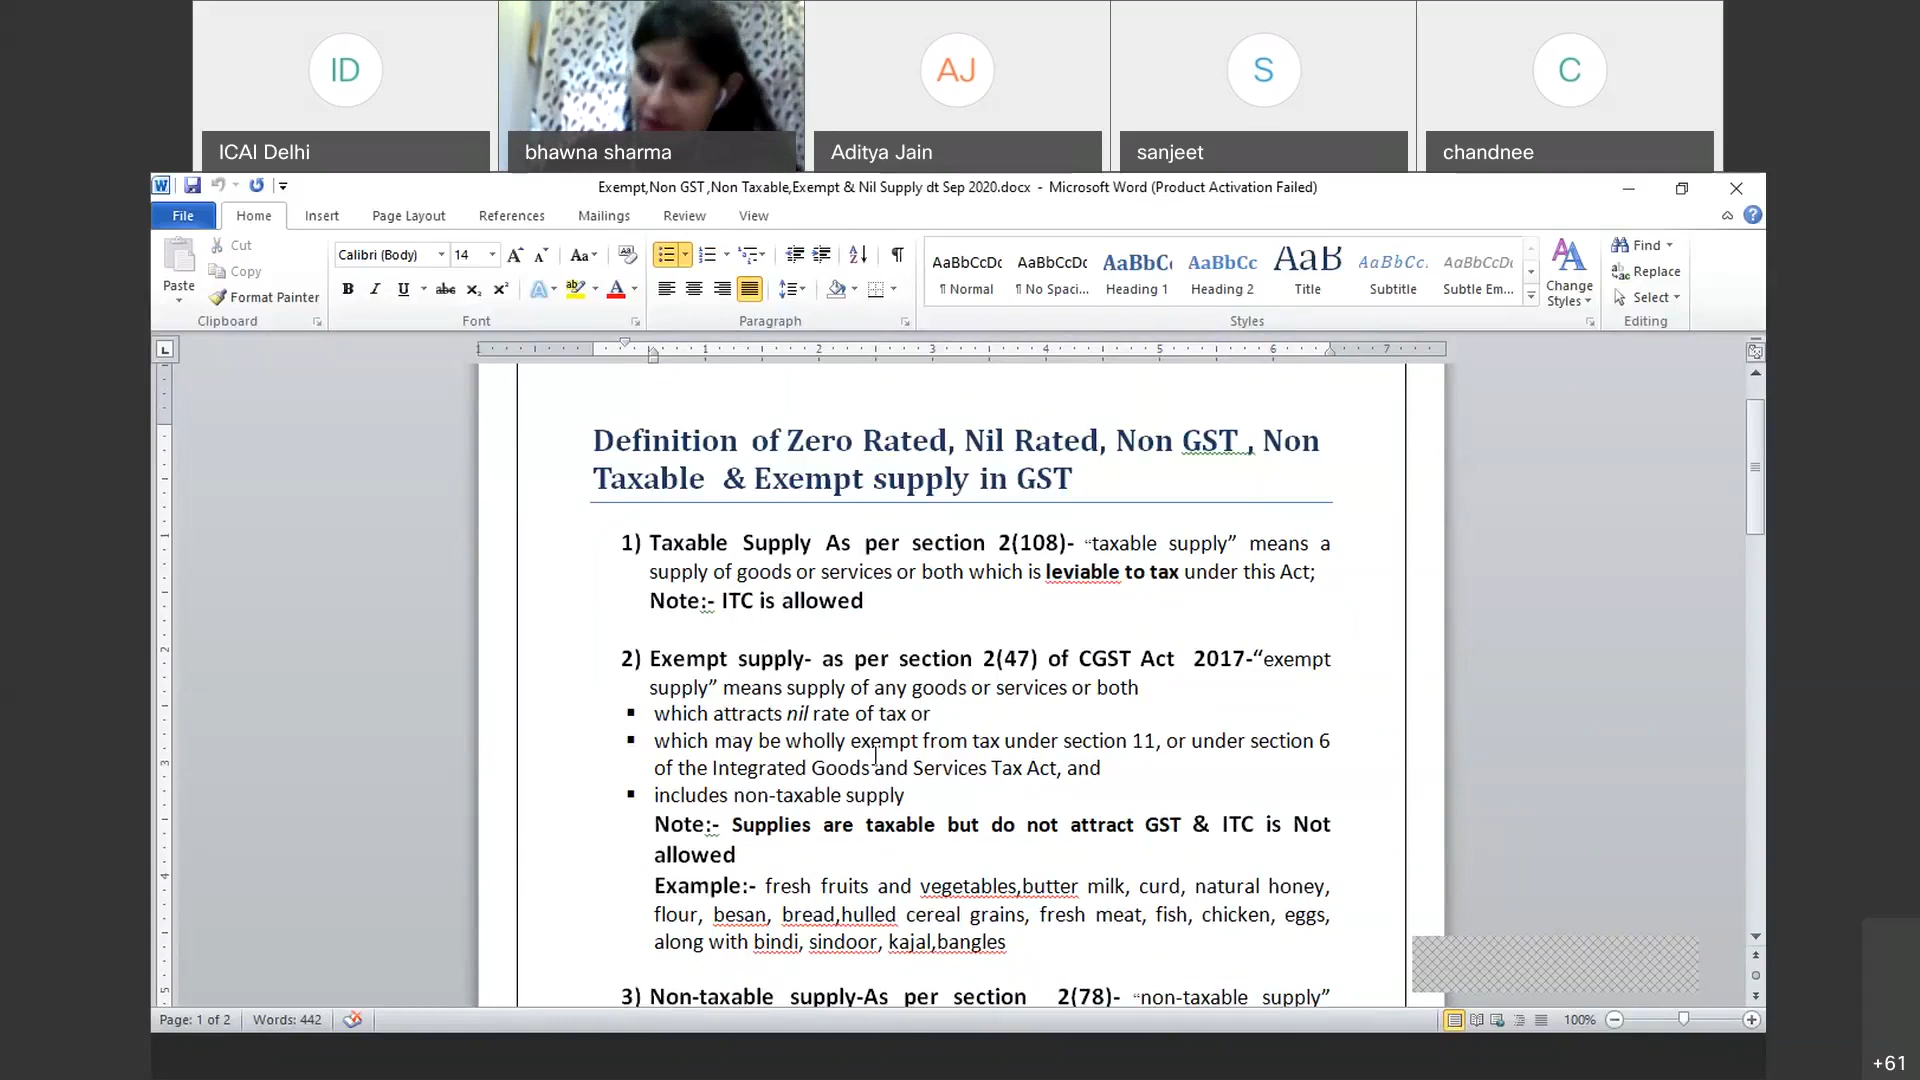 ID
AJ
S
C
ICAI Delhi
bhawna sharma
Aditya Jain
sanjeet
chandnee
Exempt,Non GST ,Non Taxable,Exempt & Nil Supply dt Sep 2020.docx - Microsoft Word (Product Activation Failed)
File Home Insert Page Layout References Mailings Review View
Paste
Cut
Copy
Format Painter
Clipboard
Calibri (Body) 14
Font
Paragraph
AaBbCcDc AaBbCcDc AaBbC AaBbCc AaB AaBbCc. AaBbCcDc
¶ Normal ¶ No Spaci... Heading 1 Heading 2 Title Subtitle Subtle Em...
Styles
Change Styles
Find
Replace
Select
Editing
1 1 2 3 4 5 6 7
Definition of Zero Rated, Nil Rated, Non GST , Non
Taxable & Exempt supply in GST
1) Taxable Supply As per section 2(108)- “taxable supply” means a
supply of goods or services or both which is leviable to tax under this Act;
Note:- ITC is allowed
2) Exempt supply- as per section 2(47) of CGST Act 2017-“exempt
supply” means supply of any goods or services or both
▪ which attracts nil rate of tax or
▪ which may be wholly exempt from tax under section 11, or under section 6
of the Integrated Goods and Services Tax Act, and
▪ includes non-taxable supply
Note:- Supplies are taxable but do not attract GST & ITC is Not
allowed
Example:- fresh fruits and vegetables,butter milk, curd, natural honey,
flour, besan, bread,hulled cereal grains, fresh meat, fish, chicken, eggs,
along with bindi, sindoor, kajal,bangles
3) Non-taxable supply-As per section 2(78)- “non-taxable supply”
Page: 1 of 2 Words: 442
100%
+61